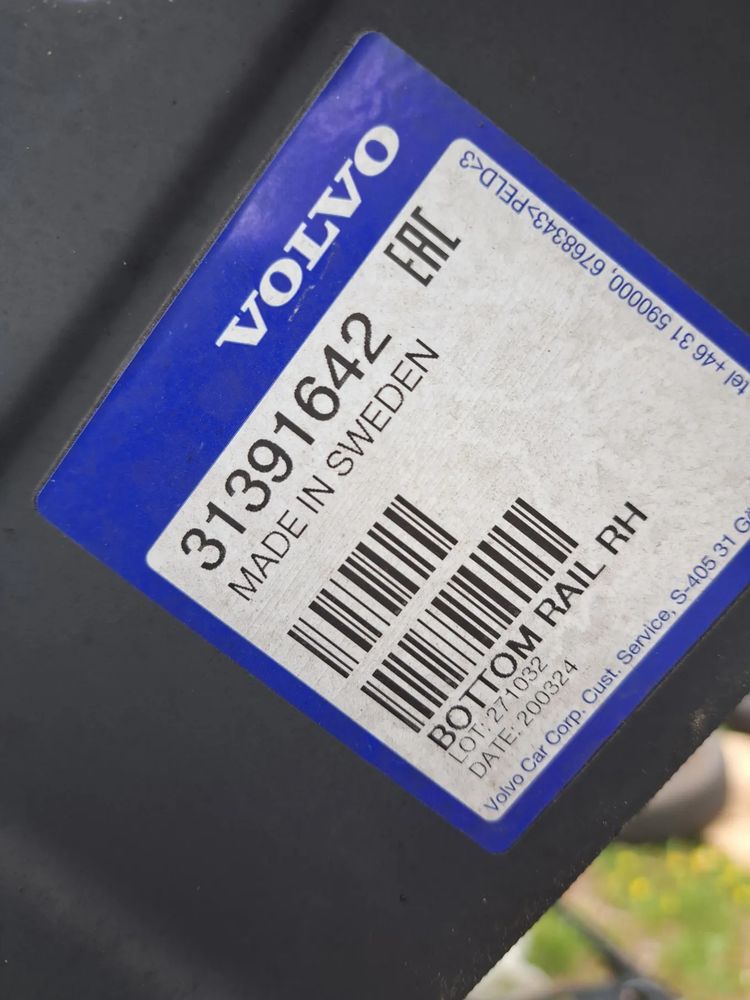 VOLVO
EAC
31391642
MADE IN SWEDEN
BOTTOM RAIL RH
LOT: 271032
DATE: 200324
Volvo Car Corp. Cust. Service, S-405 31
tel +46 31 590000, 6768343>PELD<3